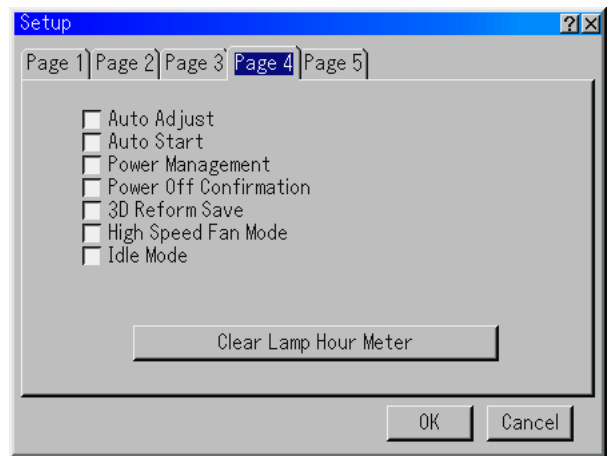 Setup
Page 1 Page 2 Page 3 Page 4 Page 5
Auto Adjust
Auto Start
Power Management
Power Off Confirmation
3D Reform Save
High Speed Fan Mode
Idle Mode
Clear Lamp Hour Meter
OK Cancel